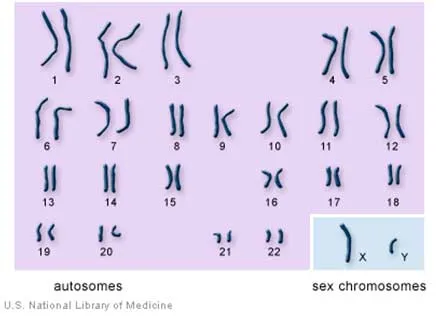 1 2 3 4 5
6 7 8 9 10 11 12
13 14 15 16 17 18
19 20 21 22 X Y
autosomes sex chromosomes
U.S. National Library of Medicine